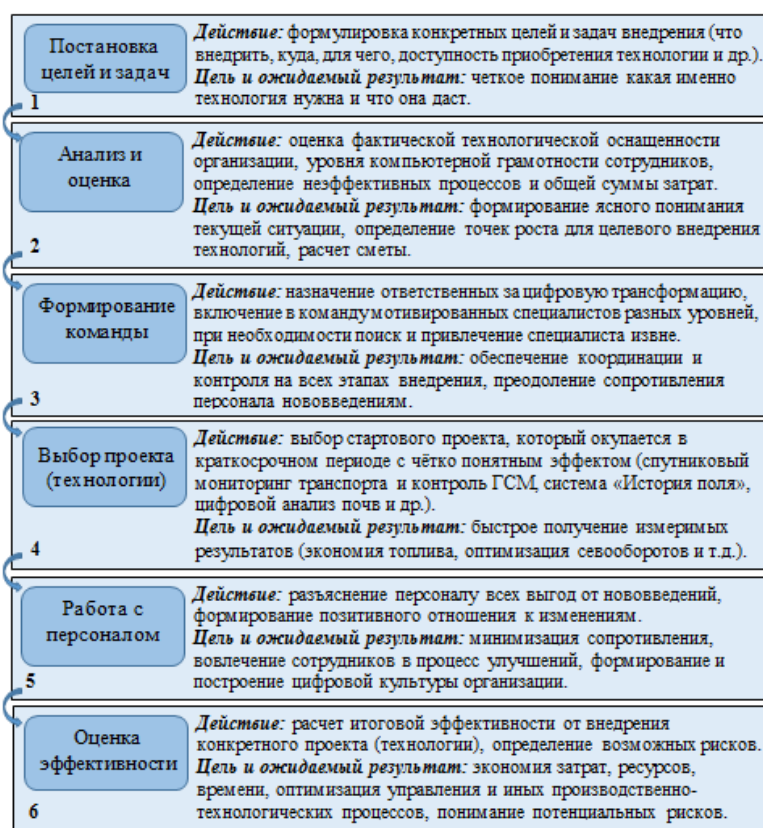 Постановка
целей и задач
1
Действие: формулировка конкретных целей и задач внедрения (что
внедрить, куда, для чего, доступность приобретения технологии и др.).
Цель и ожидаемый результат: четкое понимание какая именно
технология нужна и что она даст.
Анализ и
оценка
2
Действие: оценка фактической технологической оснащенности
организации, уровня компьютерной грамотности сотрудников,
определение неэффективных процессов и общей суммы затрат.
Цель и ожидаемый результат: формирование ясного понимания
текущей ситуации, определение точек роста для целевого внедрения
технологий, расчет сметы.
Формирование
команды
3
Действие: назначение ответственных за цифровую трансформацию,
включение в команду мотивированных специалистов разных уровней,
при необходимости поиск и привлечение специалиста извне.
Цель и ожидаемый результат: обеспечение координации и
контроля на всех этапах внедрения, преодоление сопротивления
персонала нововведениям.
Выбор проекта
(технологии)
4
Действие: выбор стартового проекта, который окупается в
краткосрочном периоде с чётко понятным эффектом (спутниковый
мониторинг транспорта и контроль ГСМ, система «История поля»,
цифровой анализ почв и др.).
Цель и ожидаемый результат: быстрое получение измеримых
результатов (экономия топлива, оптимизация севооборотов и т.д.).
Работа с
персоналом
5
Действие: разъяснение персоналу всех выгод от нововведений,
формирование позитивного отношения к изменениям.
Цель и ожидаемый результат: минимизация сопротивления,
вовлечение сотрудников в процесс улучшений, формирование и
построение цифровой культуры организации.
Оценка
эффективности
6
Действие: расчет итоговой эффективности от внедрения
конкретного проекта (технологии), определение возможных рисков.
Цель и ожидаемый результат: экономия затрат, ресурсов,
времени, оптимизация управления и иных производственно-
технологических процессов, понимание потенциальных рисков.